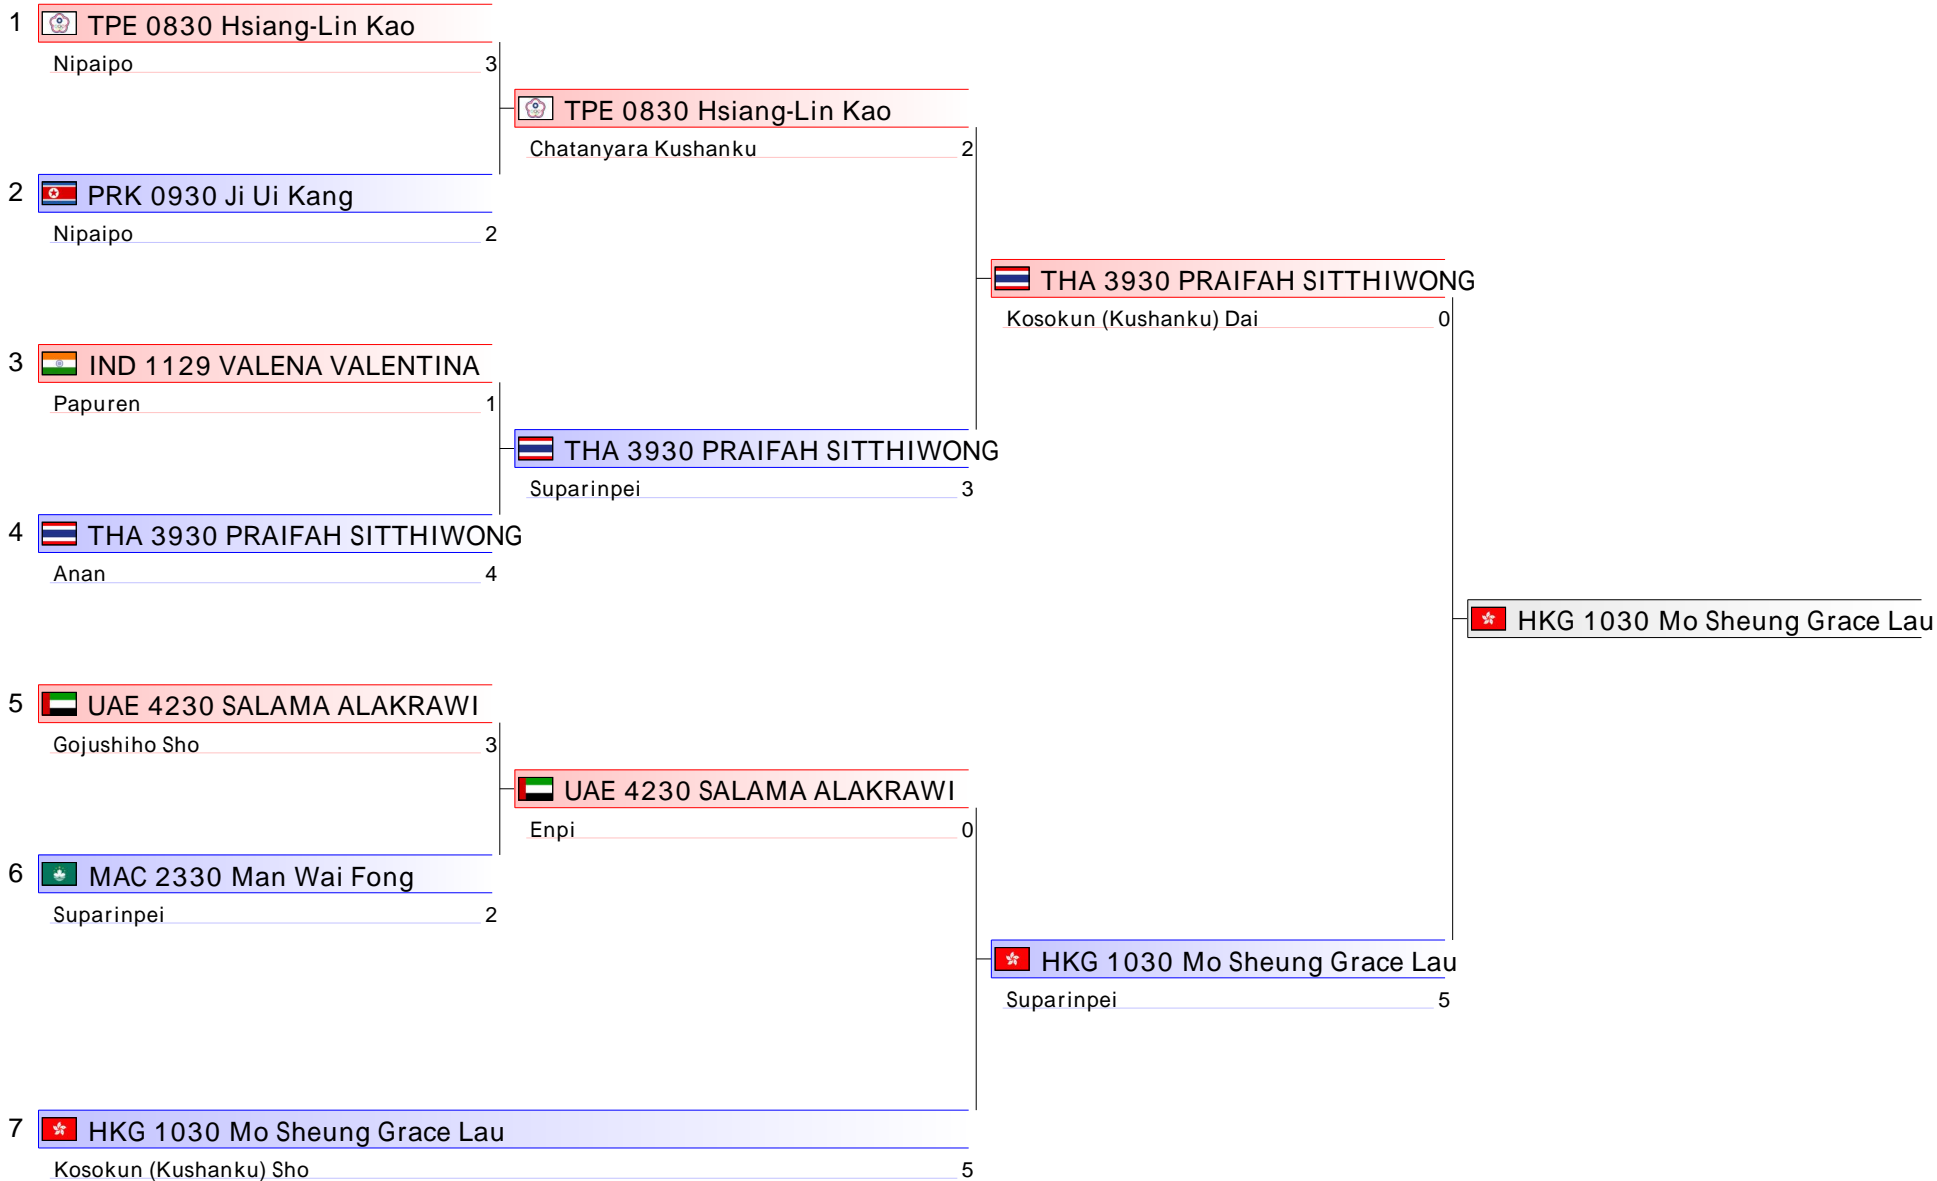 1 TPE 0830 Hsiang-Lin Kao
Nipaipo 3
TPE 0830 Hsiang-Lin Kao
Chatanyara Kushanku 2
2 PRK 0930 Ji Ui Kang
Nipaipo 2
THA 3930 PRAIFAH SITTHIWONG
Kosokun (Kushanku) Dai 0
3 IND 1129 VALENA VALENTINA
Papuren 1
THA 3930 PRAIFAH SITTHIWONG
Suparinpei 3
4 THA 3930 PRAIFAH SITTHIWONG
Anan 4
HKG 1030 Mo Sheung Grace Lau
5 UAE 4230 SALAMA ALAKRAWI
Gojushiho Sho 3
UAE 4230 SALAMA ALAKRAWI
Enpi 0
6 MAC 2330 Man Wai Fong
Suparinpei 2
HKG 1030 Mo Sheung Grace Lau
Suparinpei 5
7 HKG 1030 Mo Sheung Grace Lau
Kosokun (Kushanku) Sho 5